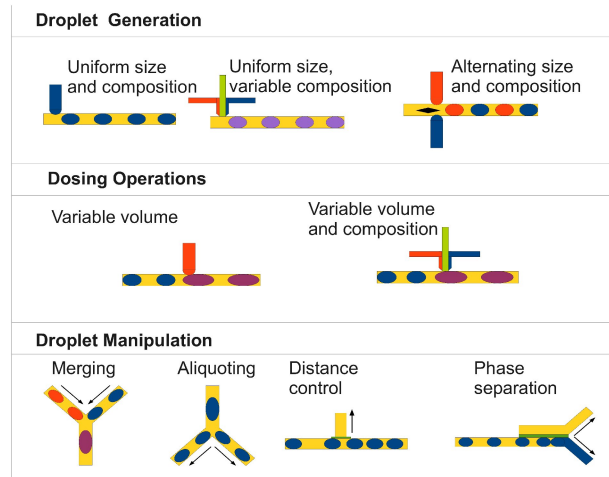 Droplet Generation
Uniform size
and composition
Uniform size,
variable composition
Alternating size
and composition
Dosing Operations
Variable volume
Variable volume
and composition
Droplet Manipulation
Merging
Aliquoting
Distance
control
Phase
separation